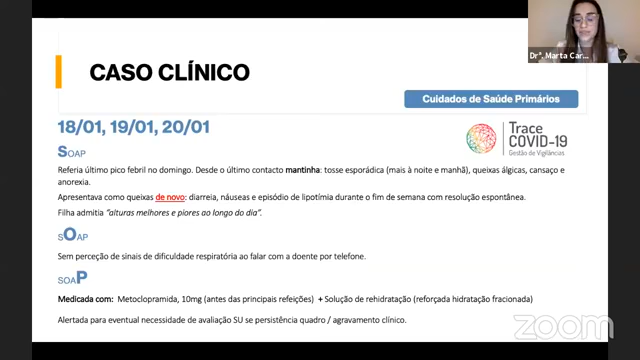 Drª. Marta Car...
CASO CLÍNICO
Cuidados de Saúde Primários
18/01, 19/01, 20/01
Trace
COVID-19
Gestão de Vigilâncias
SOAP
Referia último pico febril no domingo. Desde o último contacto mantinha: tosse esporádica (mais à noite e manhã), queixas álgicas, cansaço e
anorexia.
Apresentava como queixas de novo: diarreia, náuseas e episódio de lipotímia durante o fim de semana com resolução espontânea.
Filha admitia "alturas melhores e piores ao longo do dia".
SOAP
Sem perceção de sinais de dificuldade respiratória ao falar com a doente por telefone.
SOAP
Medicada com: Metoclopramida, 10mg (antes das principais refeições) + Solução de rehidratação (reforçada hidratação fracionada)
Alertada para eventual necessidade de avaliação SU se persistência quadro / agravamento clínico.
zoom